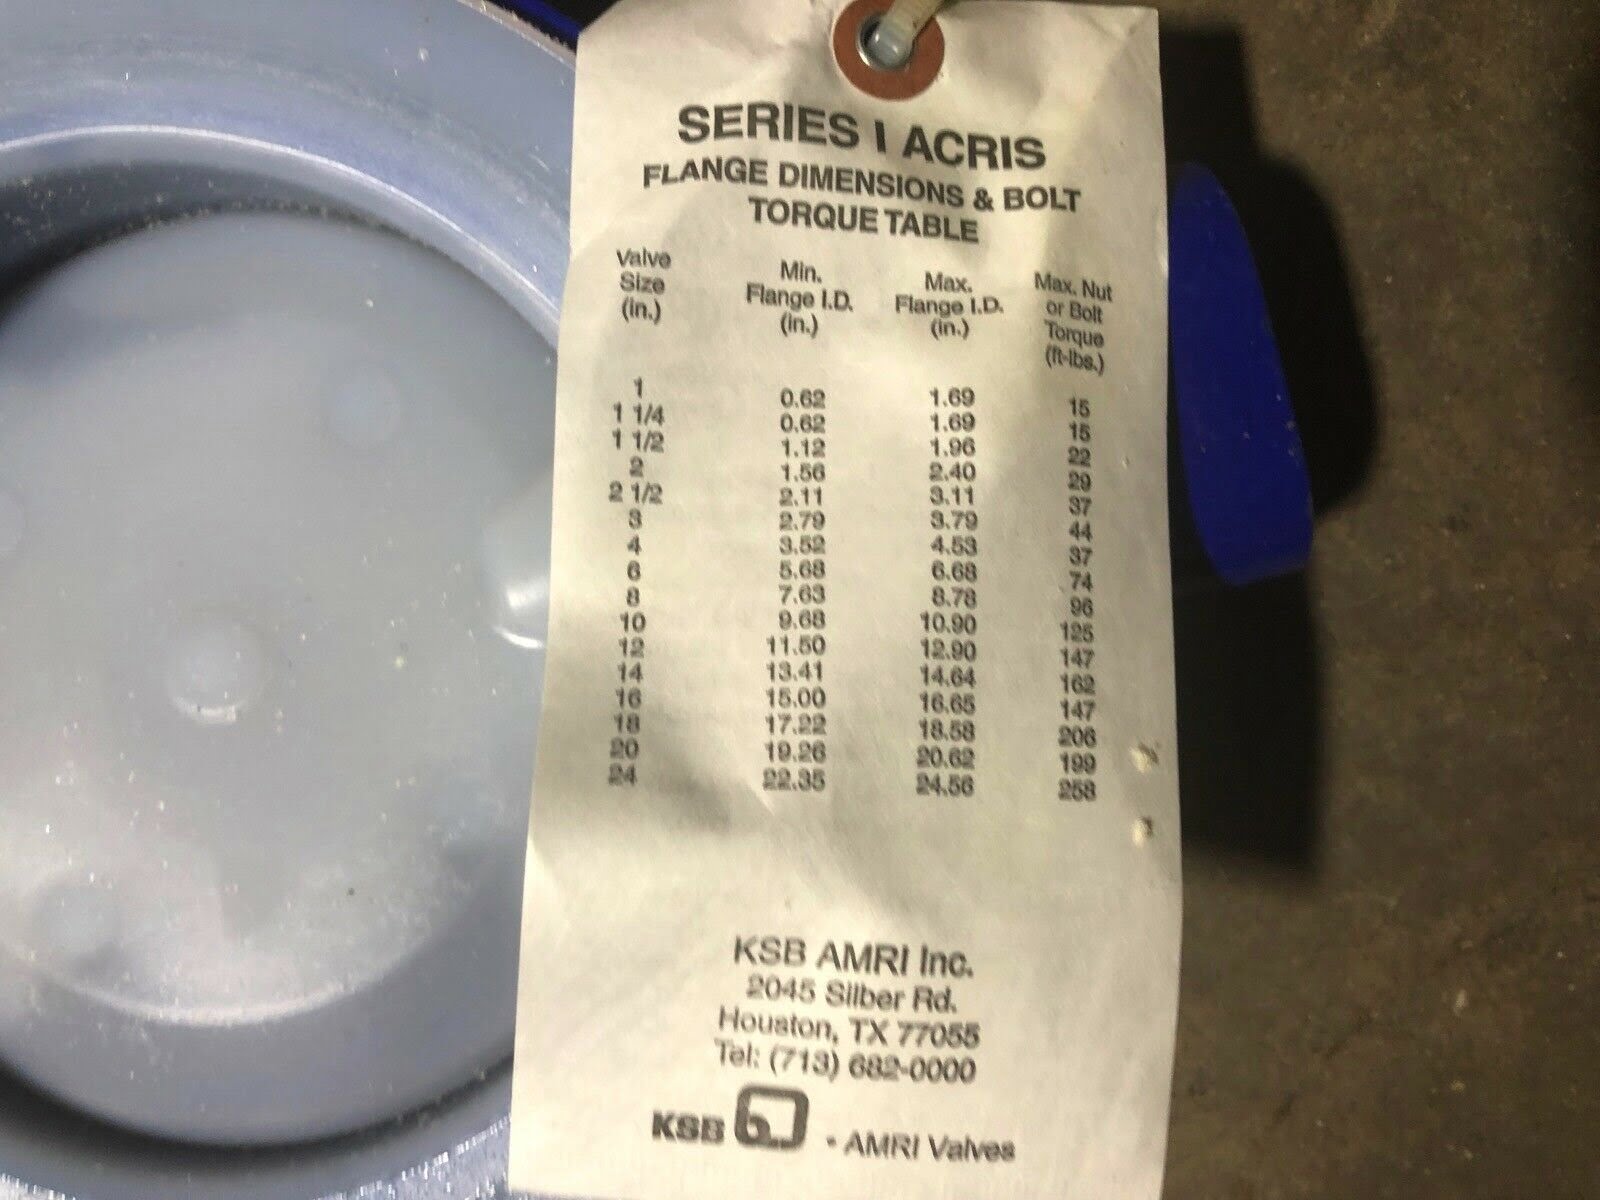 SERIES I ACRIS
FLANGE DIMENSIONS & BOLT
TORQUE TABLE
Valve Size (in.) Min. Flange I.D. (in.) Max. Flange I.D. (in.) Max. Nut or Bolt Torque (ft-lbs.)
1 0.62 1.69 15
1 1/4 0.62 1.69 15
1 1/2 1.12 1.96 22
2 1.56 2.40 29
2 1/2 2.11 3.11 37
3 2.79 3.79 44
4 3.52 4.53 37
6 5.68 6.68 74
8 7.63 8.78 96
10 9.68 10.90 125
12 11.50 12.90 147
14 13.41 14.64 162
16 15.00 16.65 147
18 17.22 18.58 206
20 19.26 20.62 199
24 22.35 24.56 258
KSB AMRI Inc.
2045 Silber Rd.
Houston, TX 77055
Tel: (713) 682-0000
KSB • AMRI Valves